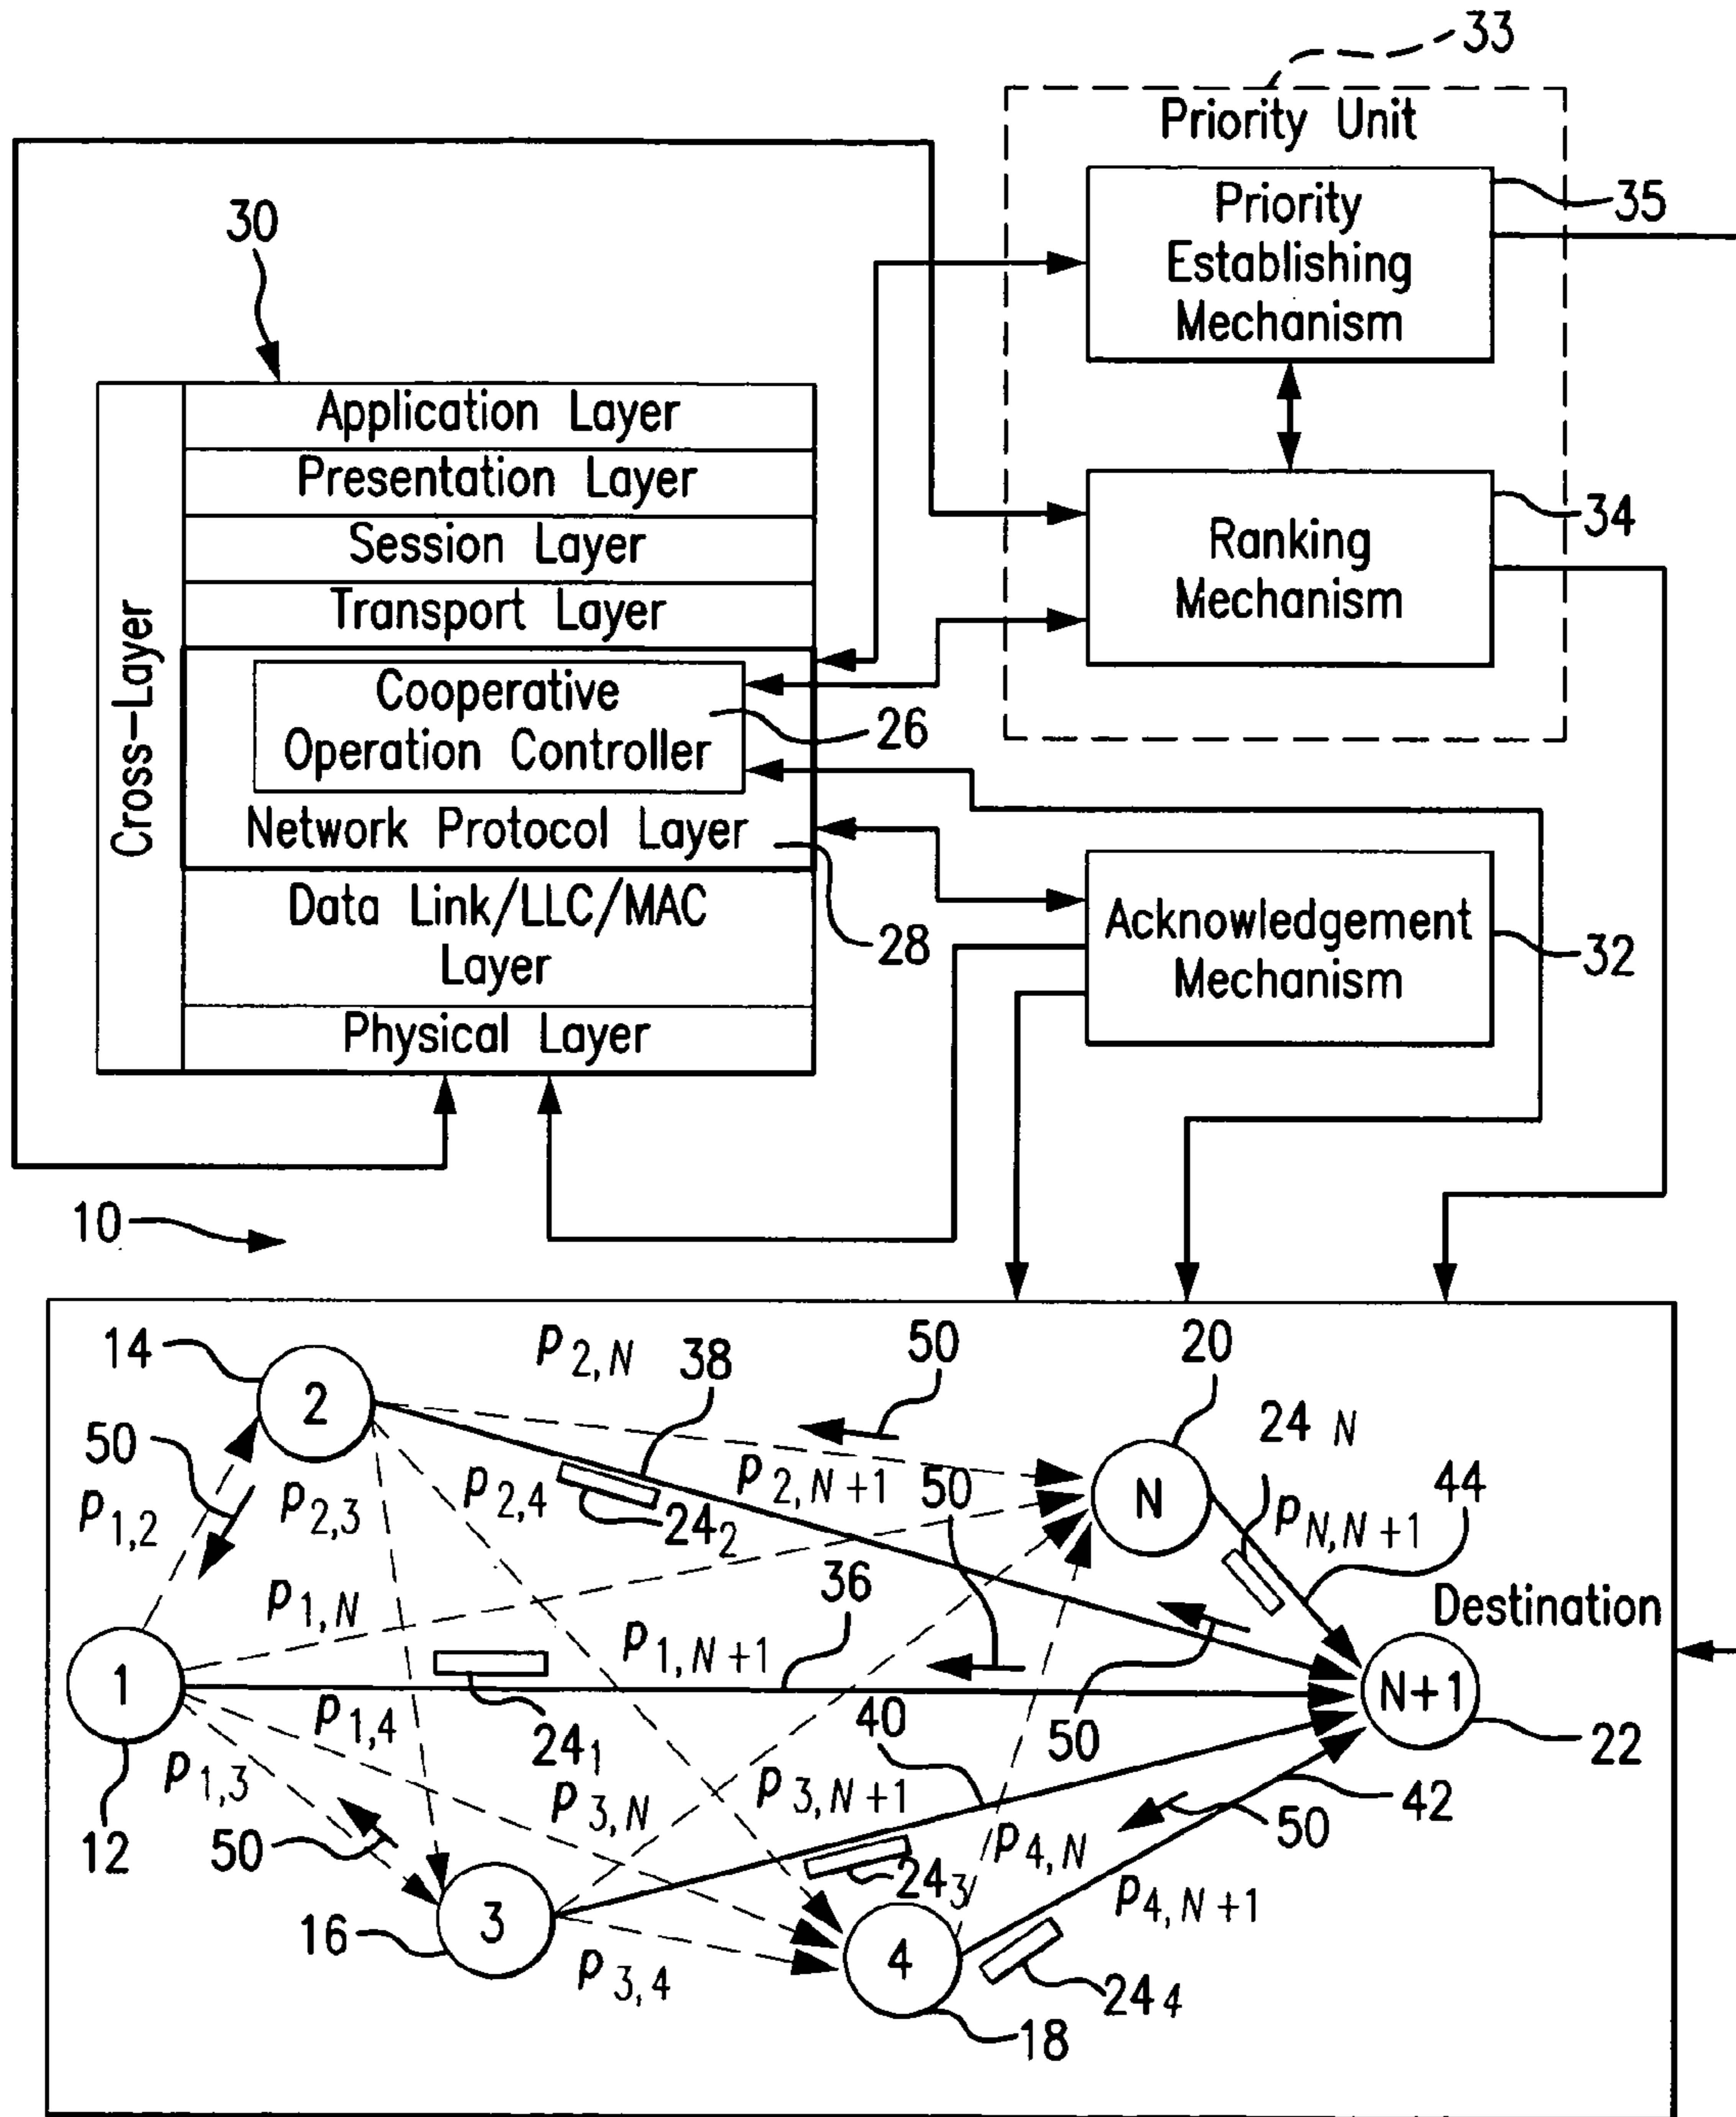 33
Priority Unit
Priority
Establishing
Mechanism
35
30
Application Layer
Presentation Layer
Session Layer
Transport Layer
Cross-Layer
Cooperative
Operation Controller
26
Network Protocol Layer
28
Data Link/LLC/MAC
Layer
Physical Layer
Ranking
Mechanism
34
Acknowledgement
Mechanism
32
10
14
2
P2,N
38
50
20
24 N
50
P1,2
P2,3
P2,4
24₂
P2,N+1
50
N
PN,N+1
44
P1,N
36
Destination
1
P1,N+1
N+1
P1,4
24₁
40
50
22
P1,3
P3,N
P3,N+1
42
12
50
P4,N
50
24₃
P4,N+1
3
16
P3,4
4
24₄
18